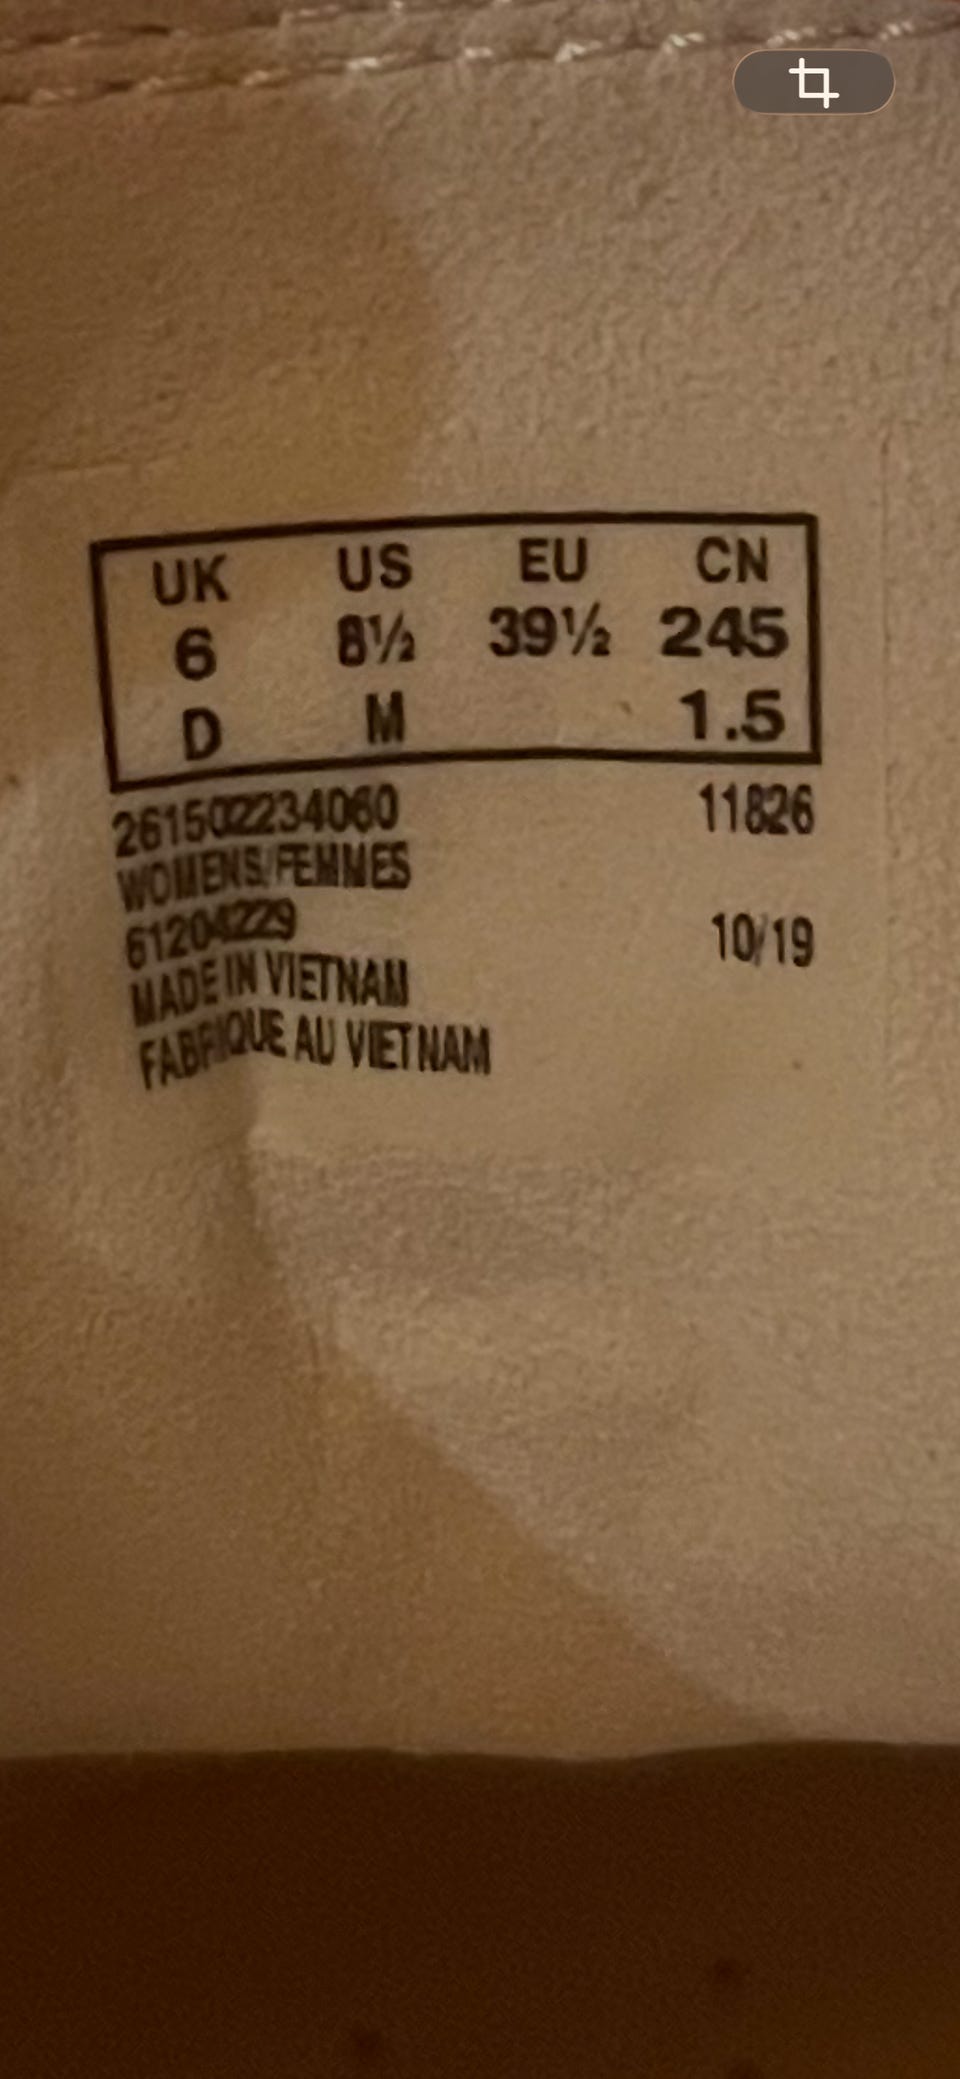 UK US EU CN
6 8½ 39½ 245
D M 1.5
261502234060 11826
WOMENS/FEMMES
61204229 10/19
MADE IN VIETNAM
FABRIQUE AU VIETNAM